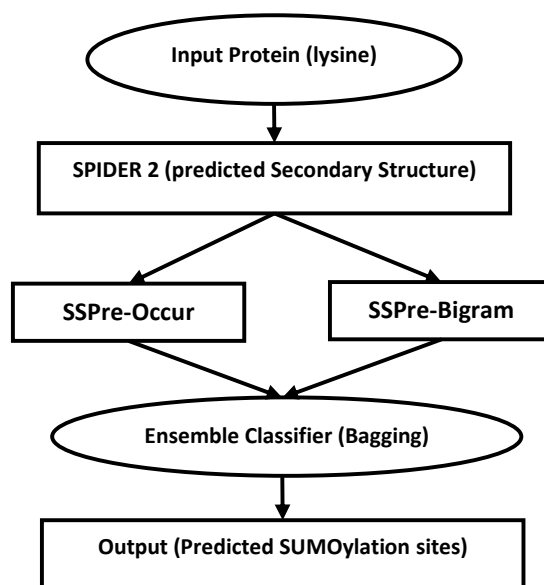 Input Protein (lysine)
SPIDER 2 (predicted Secondary Structure)
SSPre-Occur
SSPre-Bigram
Ensemble Classifier (Bagging)
Output (Predicted SUMOylation sites)